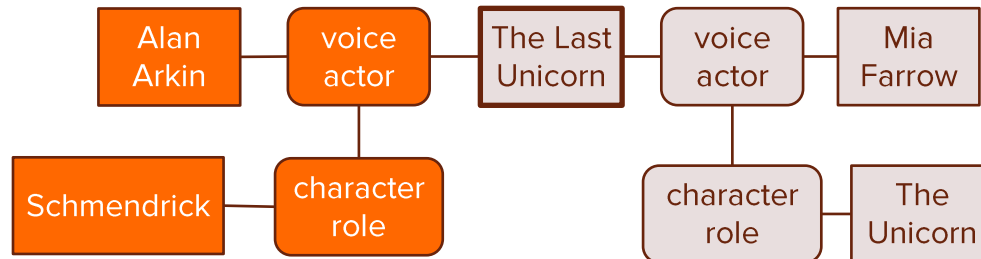 Alan
Arkin
voice
actor
The Last
Unicorn
voice
actor
Mia
Farrow
Schmendrick
character
role
character
role
The
Unicorn